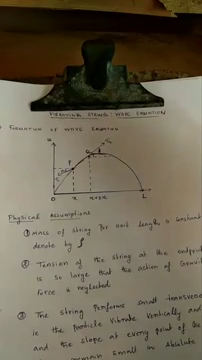 VIBRATING STRING: WAVE EQUATION
FORMATION OF WAVE EQUATION
u
P
Q
β
T₂
α
T₁
O
x
x+Δx
L
Physical Assumptions
① Mass of string per unit length is constant
denote by ρ
② Tension of the string at the endpoint
is so large that the action of Gravit
force is neglected.
③ The string performs small transverse
ie the particle vibrate vertically and
and the slope at every point of the
remain small in absolute